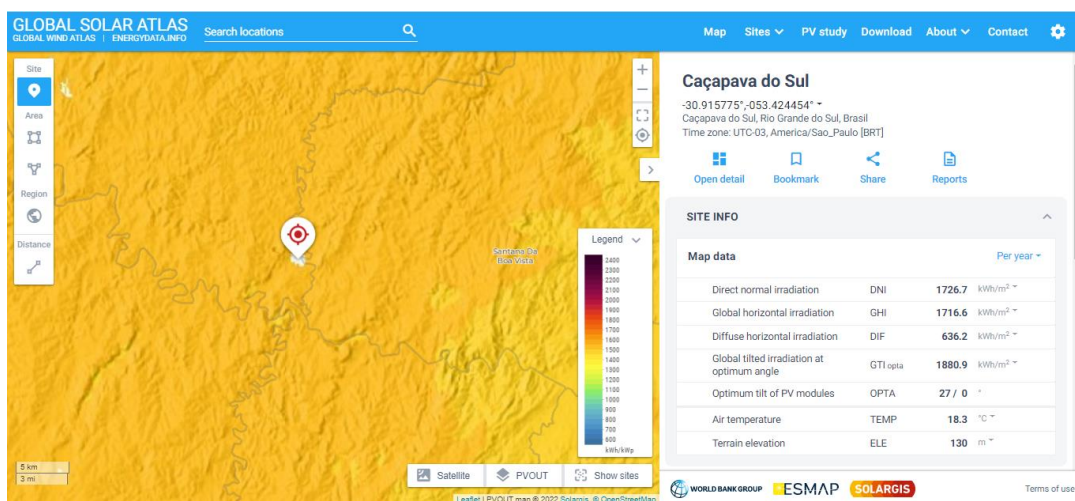 GLOBAL SOLAR ATLAS
GLOBAL WIND ATLAS | ENERGYDATA.INFO
Search locations
Map Sites PV study Download About Contact
Site
Area
Region
Distance
Santana Da
Boa Vista
Legend
2400
2300
2200
2100
2000
1900
1800
1700
1600
1500
1400
1300
1200
1100
1000
900
800
700
600
kWh/kWp
5 km
3 mi
Satellite PVOUT Show sites
Leaflet | PVOUT map © 2022 Solargis, © OpenStreetMap
Caçapava do Sul
-30.915775°,-053.424454°
Caçapava do Sul, Rio Grande do Sul, Brasil
Time zone: UTC-03, America/Sao_Paulo [BRT]
Open detail Bookmark Share Reports
SITE INFO
Map data Per year
Direct normal irradiation DNI 1726.7 kWh/m²
Global horizontal irradiation GHI 1716.6 kWh/m²
Diffuse horizontal irradiation DIF 636.2 kWh/m²
Global tilted irradiation at
optimum angle GTI opta 1880.9 kWh/m²
Optimum tilt of PV modules OPTA 27 / 0 °
Air temperature TEMP 18.3 °C
Terrain elevation ELE 130 m
WORLD BANK GROUP ESMAP SOLARGIS Terms of use